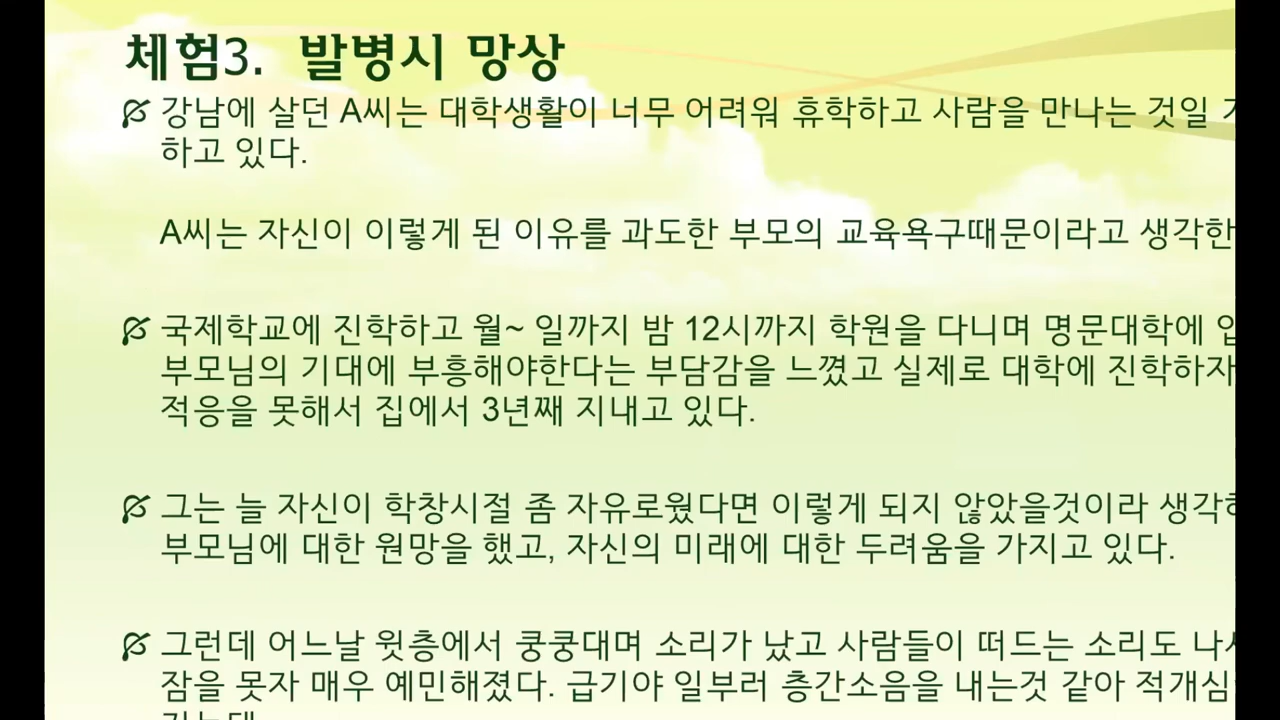 체험3. 발병시 망상
강남에 살던 A씨는 대학생활이 너무 어려워 휴학하고 사람을 만나는 것일
하고 있다.
A씨는 자신이 이렇게 된 이유를 과도한 부모의 교육욕구때문이라고 생각한
국제학교에 진학하고 월~ 일까지 밤 12시까지 학원을 다니며 명문대학에
부모님의 기대에 부흥해야한다는 부담감을 느꼈고 실제로 대학에 진학하자
적응을 못해서 집에서 3년째 지내고 있다.
그는 늘 자신이 학창시절 좀 자유로웠다면 이렇게 되지 않았을것이라
부모님에 대한 원망을 했고, 자신의 미래에 대한 두려움을 가지고 있다.
그런데 어느날 윗층에서 쿵쿵대며 소리가 났고 사람들이 떠드는 소리도
잠을 못자 매우 예민해졌다. 급기야 일부러 층간소음을 내는것 같아 적개심